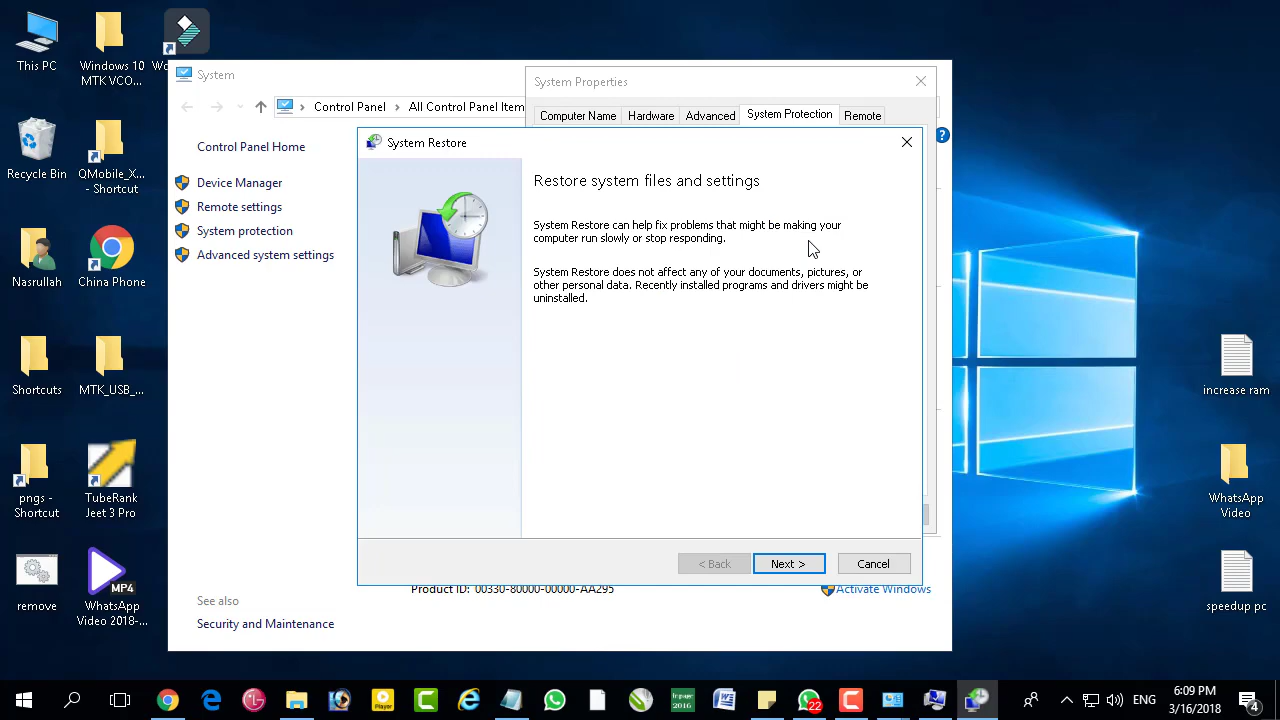 This PC
Windows 10
MTK VCO...
Wo
Recycle Bin
QMobile_X...
- Shortcut
Nasrullah
China Phone
Shortcuts
MTK_USB_...
pngs -
Shortcut
TubeRank
Jeet 3 Pro
remove
MP4
WhatsApp
Video 2018-...
System
Control Panel
All Control Panel Item
Control Panel Home
Device Manager
Remote settings
System protection
Advanced system settings
See also
Security and Maintenance
System Properties
Computer Name
Hardware
Advanced
System Protection
Remote
?
System Restore
Restore system files and settings
System Restore can help fix problems that might be making your
computer run slowly or stop responding.
System Restore does not affect any of your documents, pictures, or
other personal data. Recently installed programs and drivers might be
uninstalled.
< Back
Next >
Cancel
Product ID: 00330-80000-00000-AA295
Activate Windows
increase ram
WhatsApp
Video
speedup pc
Player
In page
2016
22
ENG
6:09 PM
3/16/2018
4